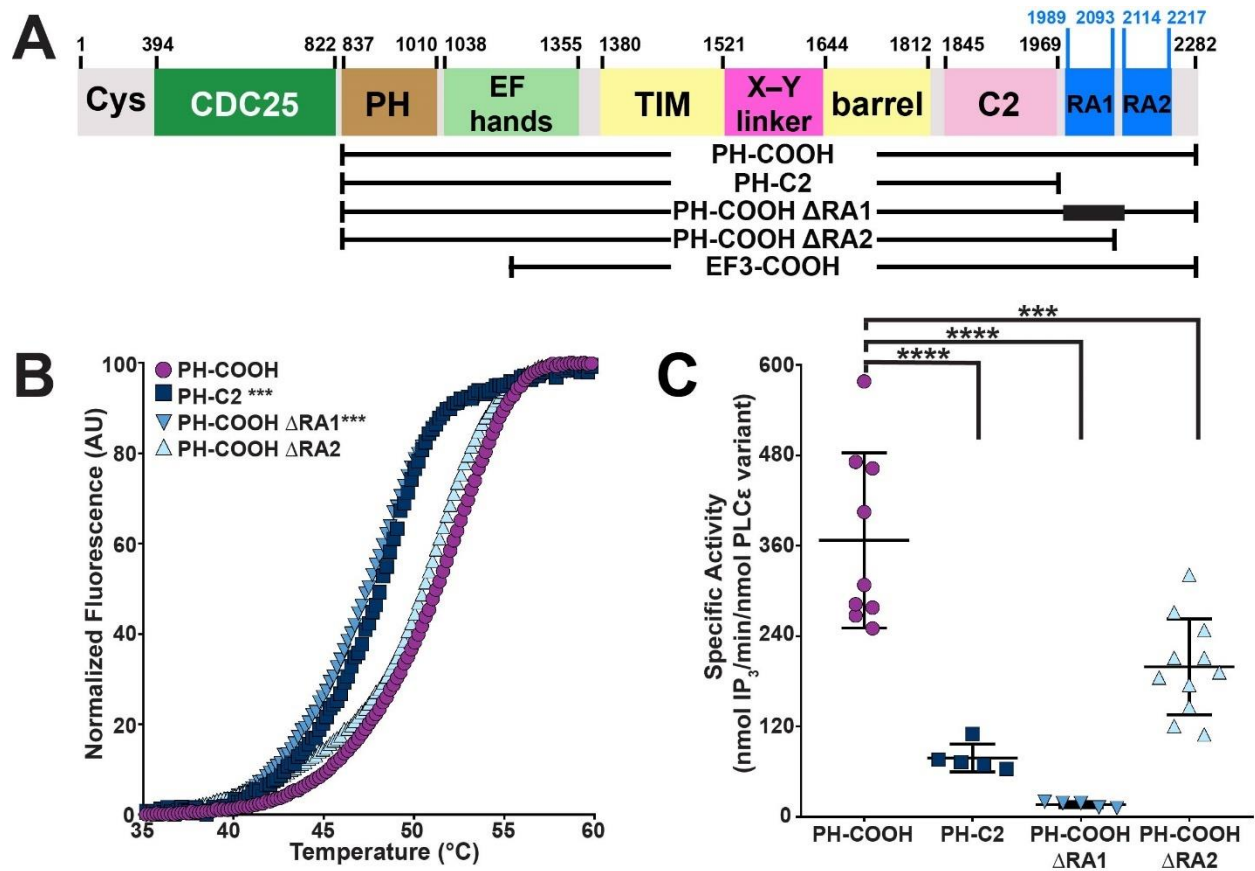 A
1989 2093 2114 2217
1 394 822 837 1010 1038 1355 1380 1521 1644 1812 1845 1969 2282
Cys CDC25 PH EF hands TIM X–Y linker barrel C2 RA1 RA2
PH-COOH
PH-C2
PH-COOH ΔRA1
PH-COOH ΔRA2
EF3-COOH
B
Normalized Fluorescence (AU)
100
80
60
40
20
0
35 40 45 50 55 60
Temperature (°C)
PH-COOH
PH-C2 ***
PH-COOH ΔRA1***
PH-COOH ΔRA2
C
***
****
****
Specific Activity
(nmol IP₃/min/nmol PLCε variant)
600
480
360
240
120
0
PH-COOH PH-C2 PH-COOH PH-COOH
ΔRA1 ΔRA2